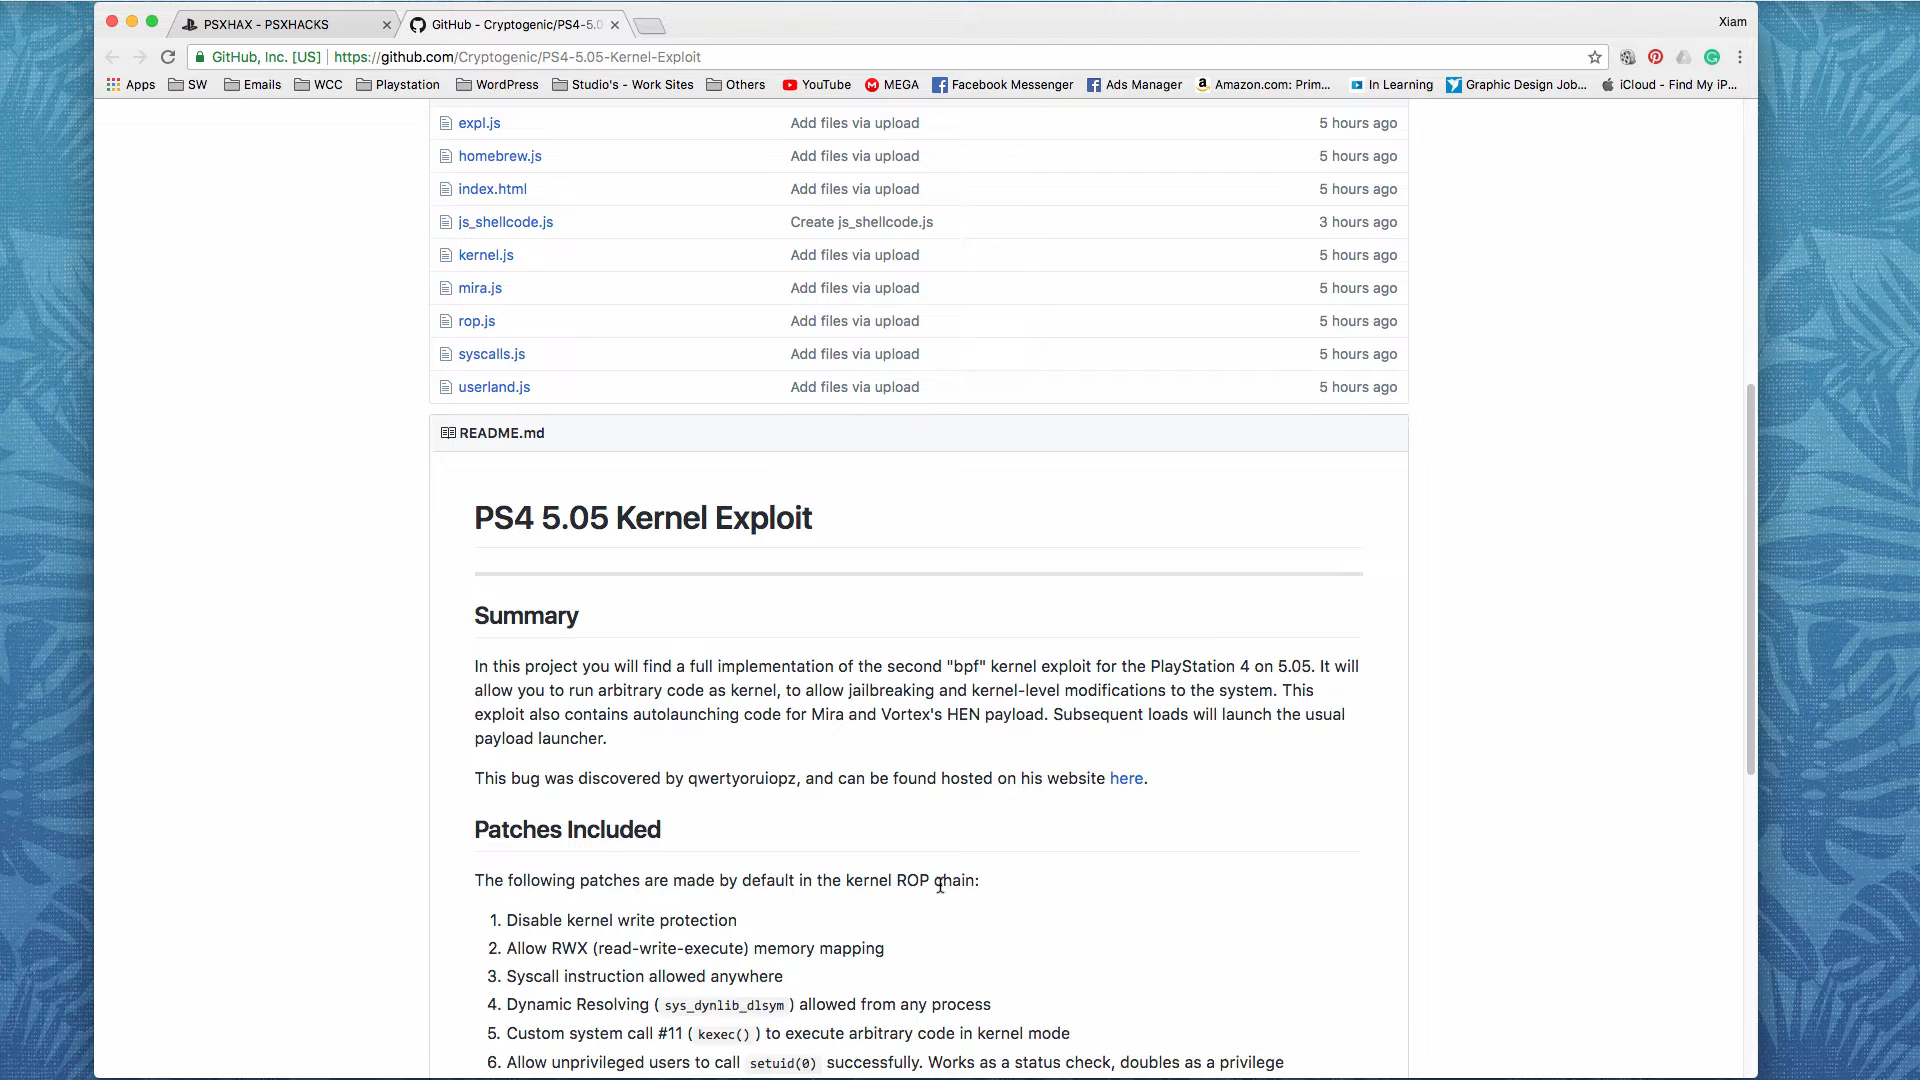 PSXHAX - PSXHACKS
GitHub - Cryptogenic/PS4-5.0
Xiam
GitHub, Inc. [US] | https://github.com/Cryptogenic/PS4-5.05-Kernel-Exploit
Apps SW Emails WCC Playstation WordPress Studio's - Work Sites Others YouTube MEGA Facebook Messenger Ads Manager Amazon.com: Prim... In Learning Graphic Design Job... iCloud - Find My iP...
expl.js Add files via upload 5 hours ago
homebrew.js Add files via upload 5 hours ago
index.html Add files via upload 5 hours ago
js_shellcode.js Create js_shellcode.js 3 hours ago
kernel.js Add files via upload 5 hours ago
mira.js Add files via upload 5 hours ago
rop.js Add files via upload 5 hours ago
syscalls.js Add files via upload 5 hours ago
userland.js Add files via upload 5 hours ago
README.md
PS4 5.05 Kernel Exploit
Summary
In this project you will find a full implementation of the second "bpf" kernel exploit for the PlayStation 4 on 5.05. It will
allow you to run arbitrary code as kernel, to allow jailbreaking and kernel-level modifications to the system. This
exploit also contains autolaunching code for Mira and Vortex's HEN payload. Subsequent loads will launch the usual
payload launcher.
This bug was discovered by qwertyoruiopz, and can be found hosted on his website here.
Patches Included
The following patches are made by default in the kernel ROP chain:
1. Disable kernel write protection
2. Allow RWX (read-write-execute) memory mapping
3. Syscall instruction allowed anywhere
4. Dynamic Resolving ( sys_dynlib_dlsym ) allowed from any process
5. Custom system call #11 ( kexec() ) to execute arbitrary code in kernel mode
6. Allow unprivileged users to call setuid(0) successfully. Works as a status check, doubles as a privilege